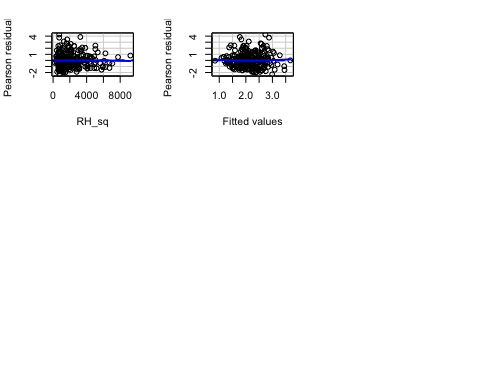 Pearson residual
4
1
-2
0 4000 8000
RH_sq
Pearson residual
4
1
-2
1.0 2.0 3.0
Fitted values